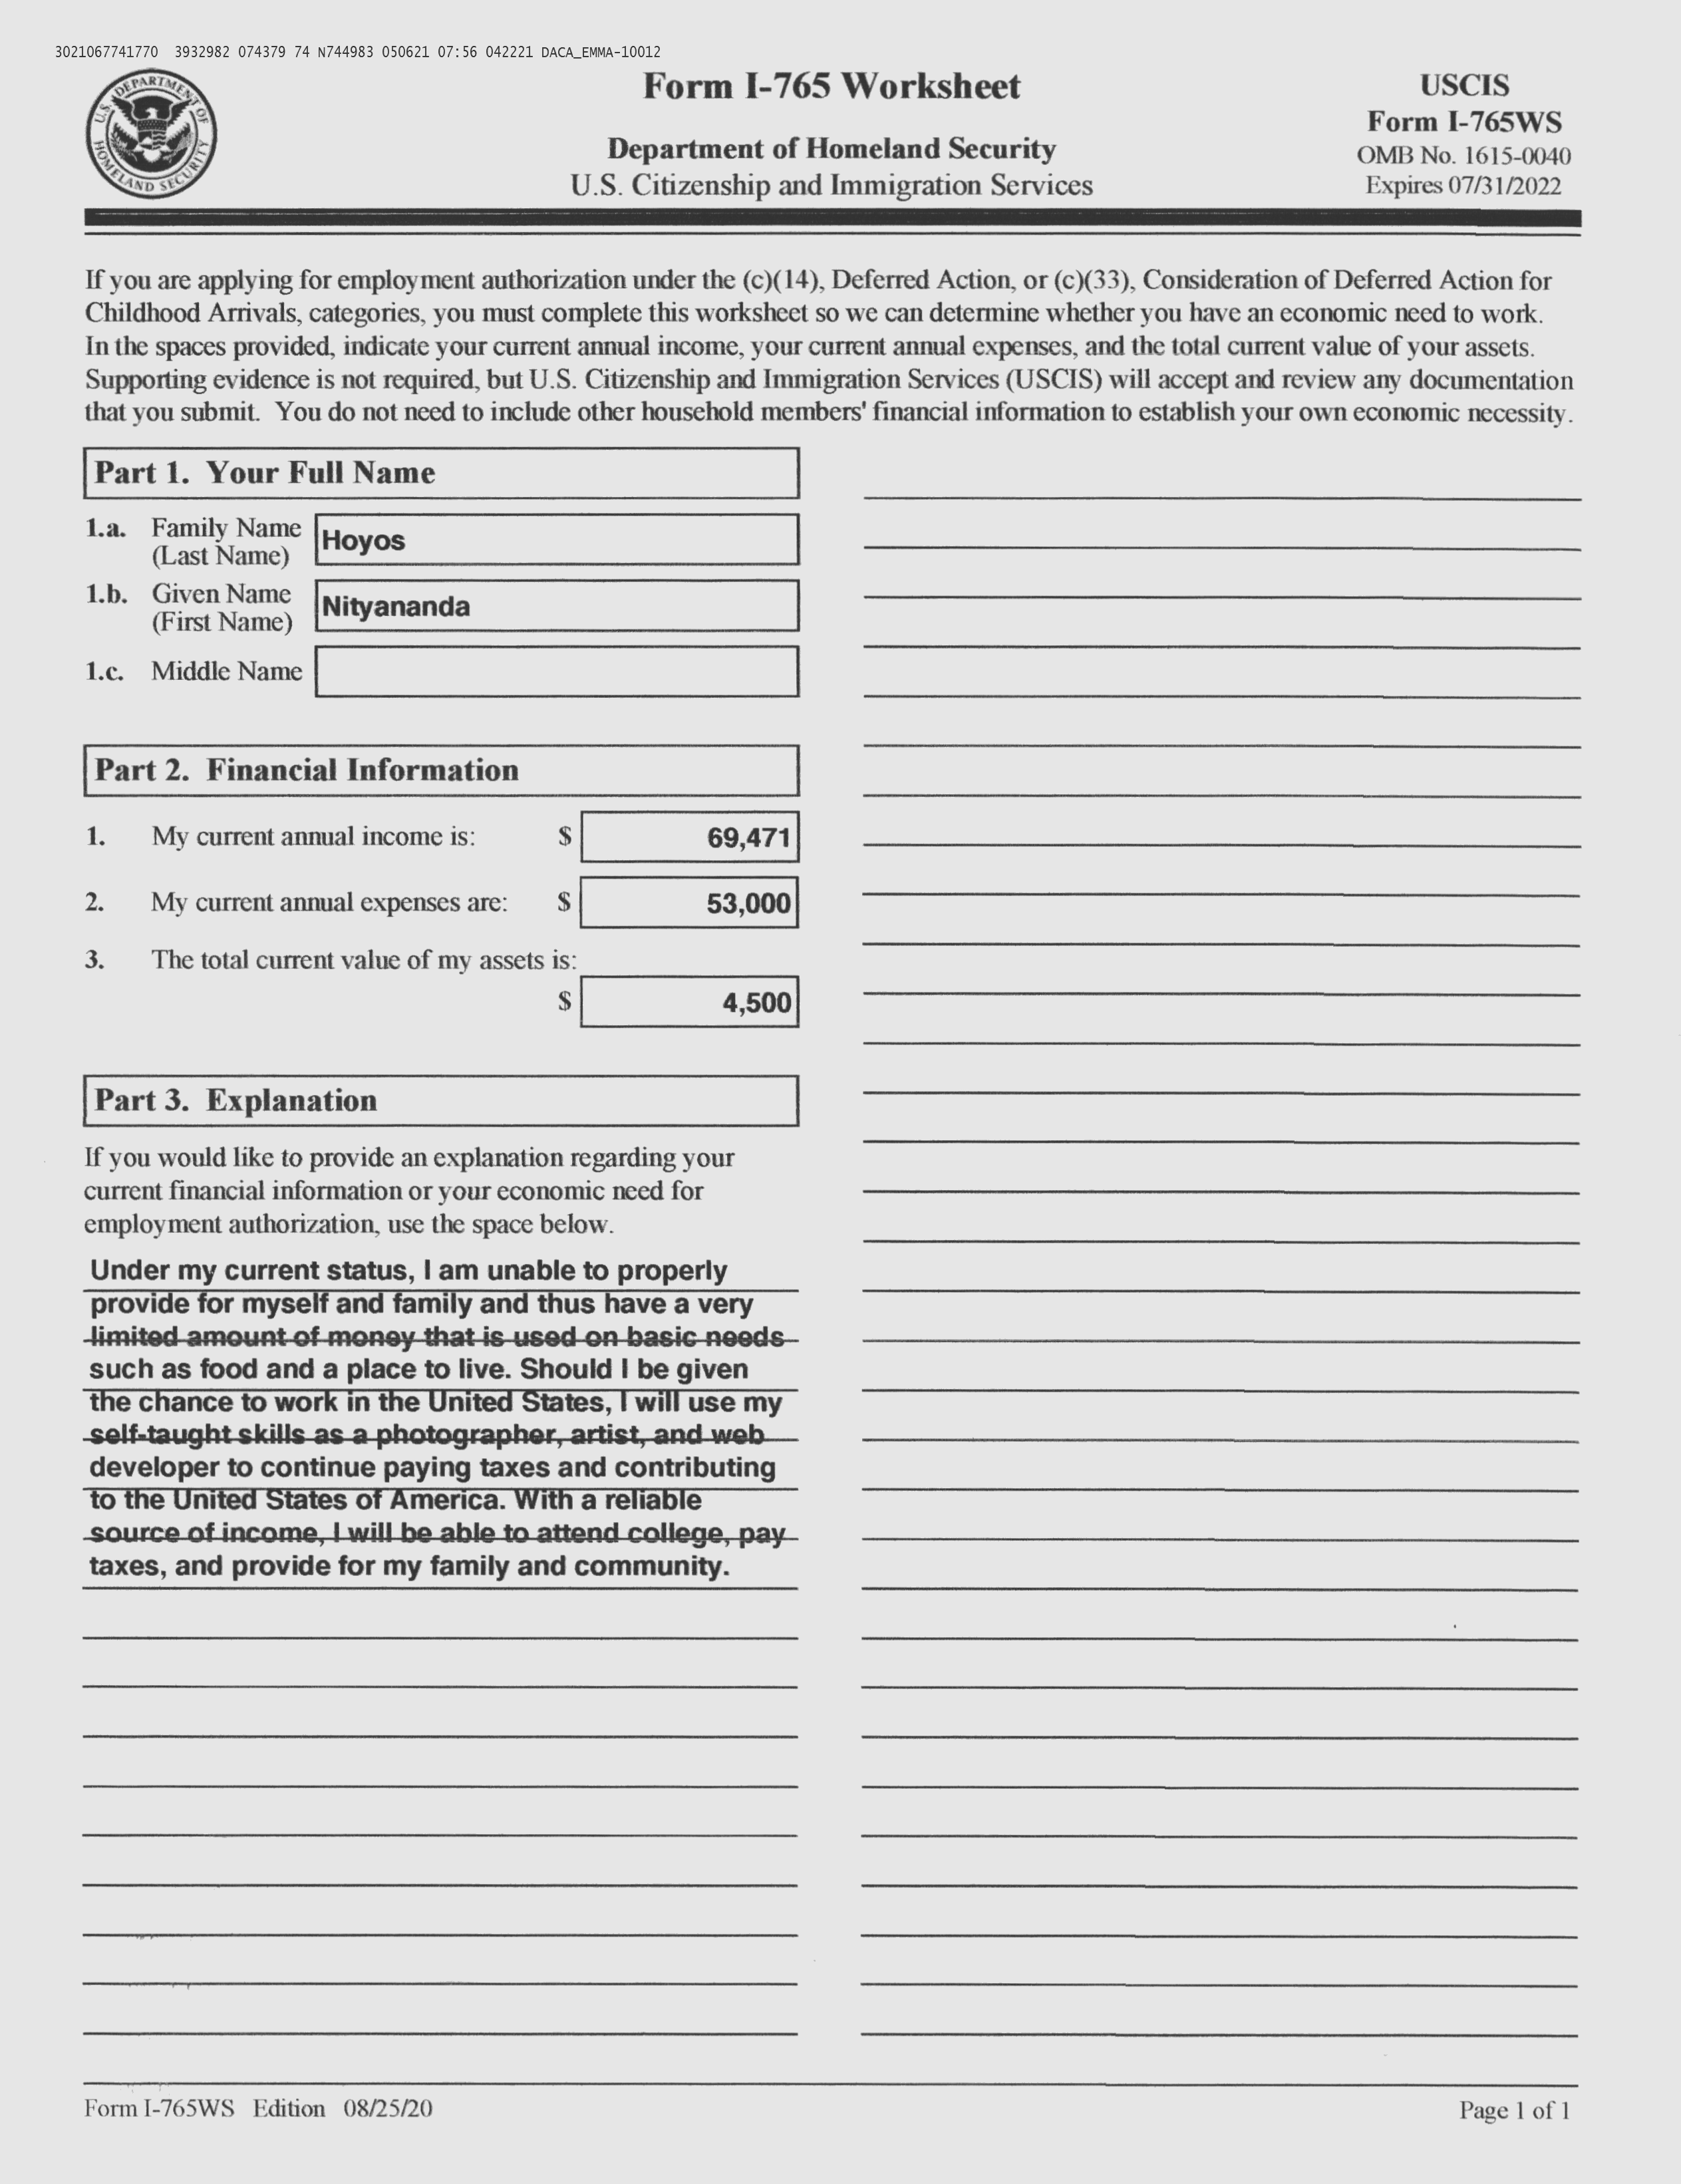 3021067741770 3932982 074379 74 N744983 050621 07:56 042221 DACA_EMMA-10012
U.S. DEPARTMENT OF HOMELAND SECURITY
Form I-765 Worksheet
Department of Homeland Security
U.S. Citizenship and Immigration Services
USCIS
Form I-765WS
OMB No. 1615-0040
Expires 07/31/2022
If you are applying for employment authorization under the (c)(14), Deferred Action, or (c)(33), Consideration of Deferred Action for
Childhood Arrivals, categories, you must complete this worksheet so we can determine whether you have an economic need to work.
In the spaces provided, indicate your current annual income, your current annual expenses, and the total current value of your assets.
Supporting evidence is not required, but U.S. Citizenship and Immigration Services (USCIS) will accept and review any documentation
that you submit. You do not need to include other household members' financial information to establish your own economic necessity.
Part 1. Your Full Name
1.a. Family Name (Last Name) Hoyos
1.b. Given Name (First Name) Nityananda
1.c. Middle Name
Part 2. Financial Information
1. My current annual income is: $ 69,471
2. My current annual expenses are: $ 53,000
3. The total current value of my assets is:
$ 4,500
Part 3. Explanation
If you would like to provide an explanation regarding your
current financial information or your economic need for
employment authorization, use the space below.
Under my current status, I am unable to properly
provide for myself and family and thus have a very
limited amount of money that is used on basic needs
such as food and a place to live. Should I be given
the chance to work in the United States, I will use my
self-taught skills as a photographer, artist, and web
developer to continue paying taxes and contributing
to the United States of America. With a reliable
source of income, I will be able to attend college, pay
taxes, and provide for my family and community.
Form I-765WS Edition 08/25/20
Page 1 of 1